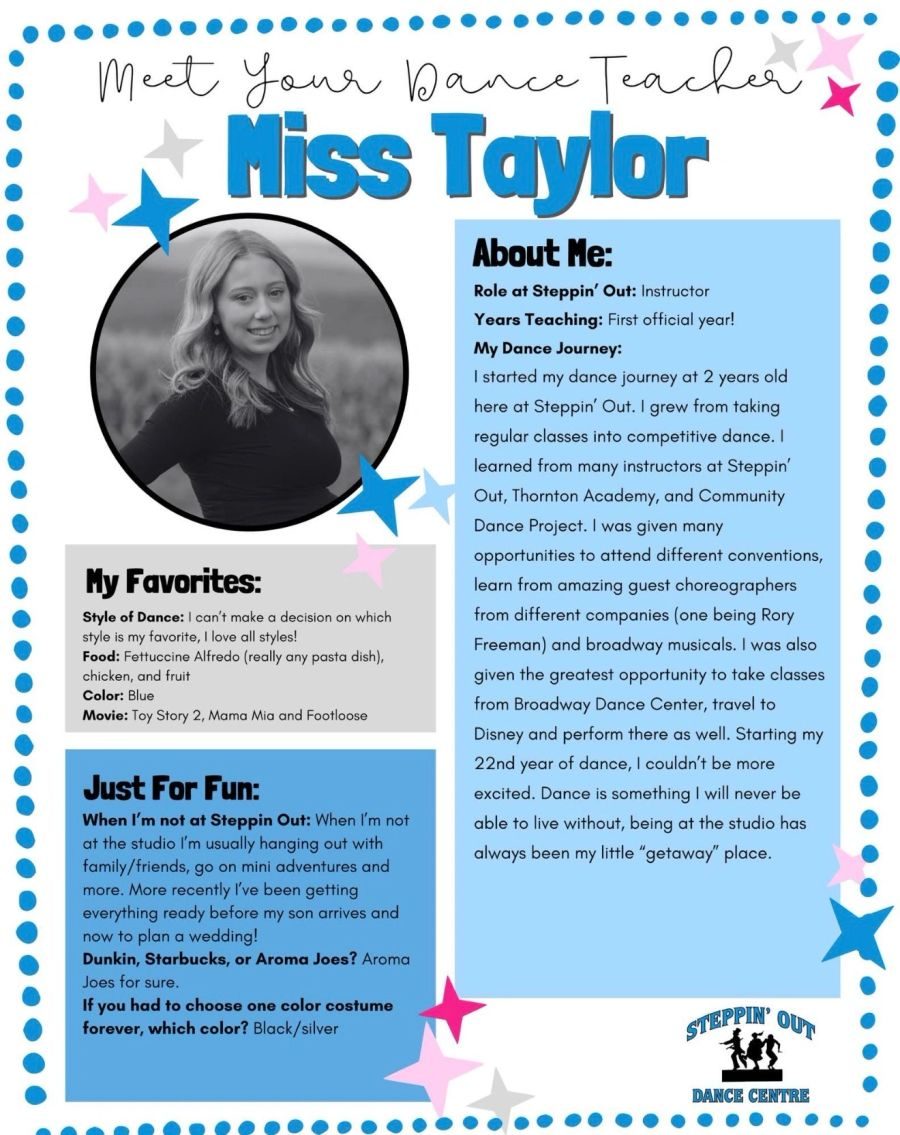 Meet Your Dance Teacher
Miss Taylor
About Me:
Role at Steppin’ Out: Instructor
Years Teaching: First official year!
My Dance Journey:
I started my dance journey at 2 years old
here at Steppin’ Out. I grew from taking
regular classes into competitive dance. I
learned from many instructors at Steppin’
Out, Thornton Academy, and Community
Dance Project. I was given many
opportunities to attend different conventions,
learn from amazing guest choreographers
from different companies (one being Rory
Freeman) and broadway musicals. I was also
given the greatest opportunity to take classes
from Broadway Dance Center, travel to
Disney and perform there as well. Starting my
22nd year of dance, I couldn’t be more
excited. Dance is something I will never be
able to live without, being at the studio has
always been my little “getaway” place.
My Favorites:
Style of Dance: I can’t make a decision on which
style is my favorite, I love all styles!
Food: Fettuccine Alfredo (really any pasta dish),
chicken, and fruit
Color: Blue
Movie: Toy Story 2, Mama Mia and Footloose
Just For Fun:
When I’m not at Steppin Out: When I’m not
at the studio I’m usually hanging out with
family/friends, go on mini adventures and
more. More recently I’ve been getting
everything ready before my son arrives and
now to plan a wedding!
Dunkin, Starbucks, or Aroma Joes? Aroma
Joes for sure.
If you had to choose one color costume
forever, which color? Black/silver
STEPPIN’ OUT
DANCE CENTRE